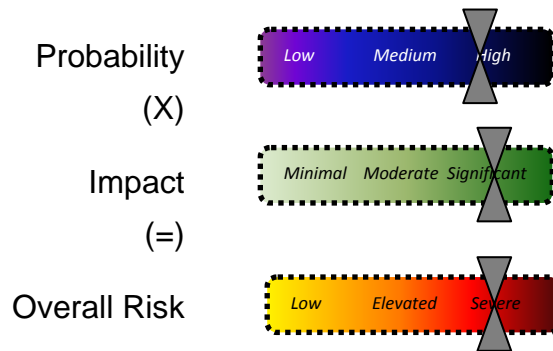 Probability
Low Medium High
(X)
Impact
Minimal Moderate Significant
(=)
Overall Risk
Low Elevated Severe